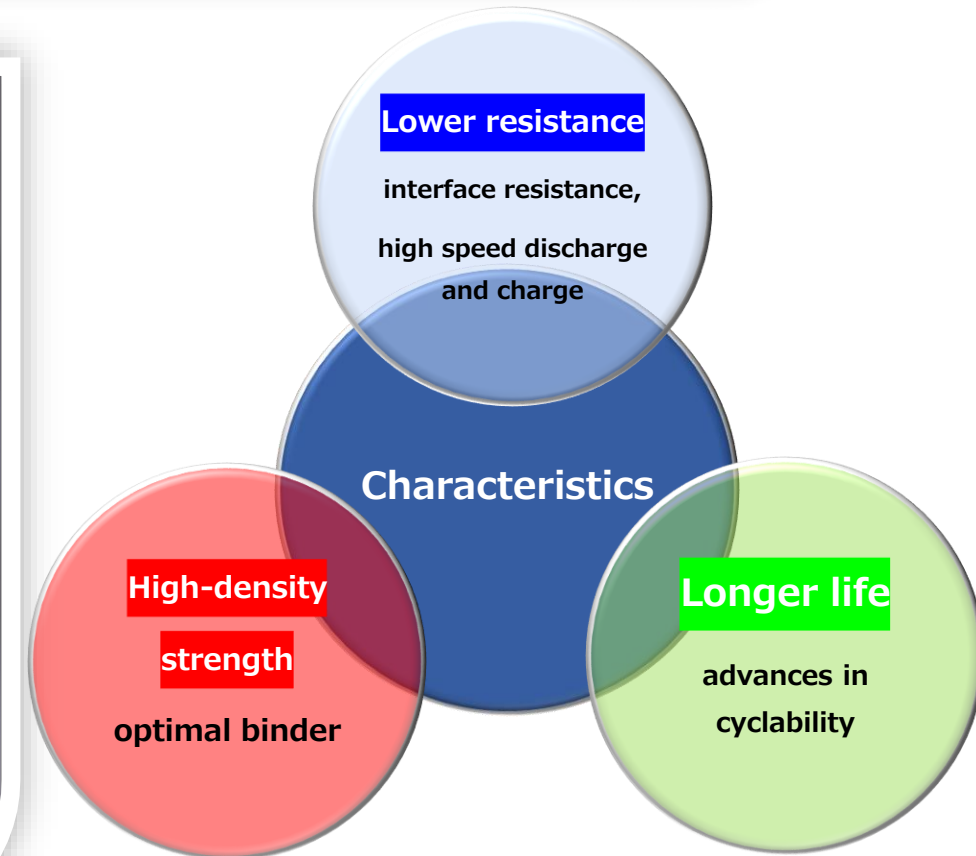 Lower resistance
interface resistance,
high speed discharge
and charge
Characteristics
High-density
strength
optimal binder
Longer life
advances in
cyclability